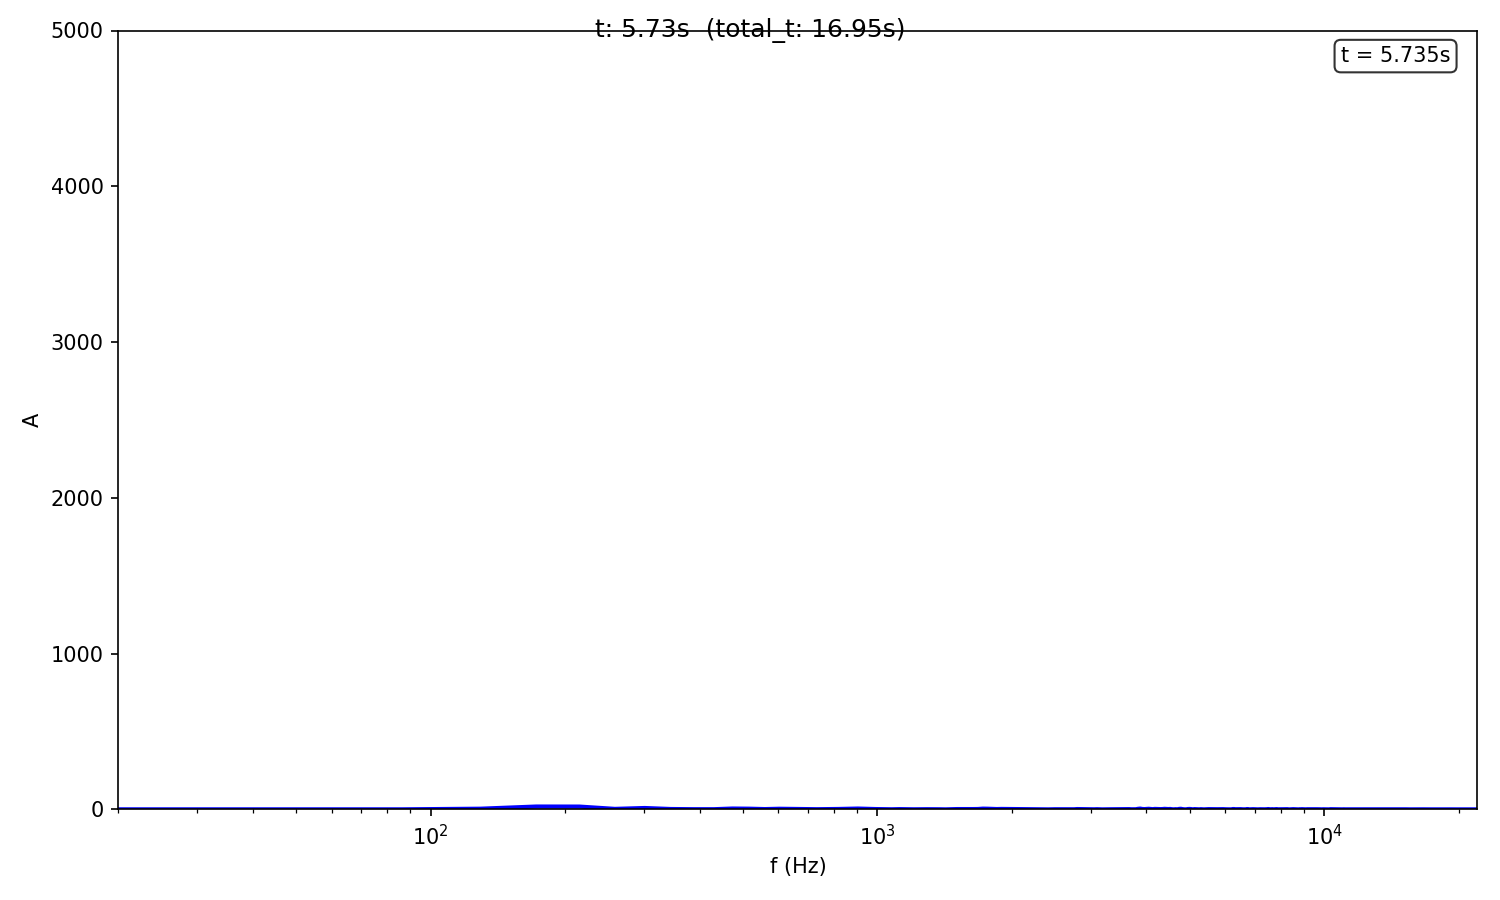 t: 5.73s  (total_t: 16.95s)
t = 5.735s
5000
4000
3000
2000
1000
0
A
10² 10³ 10⁴
f (Hz)